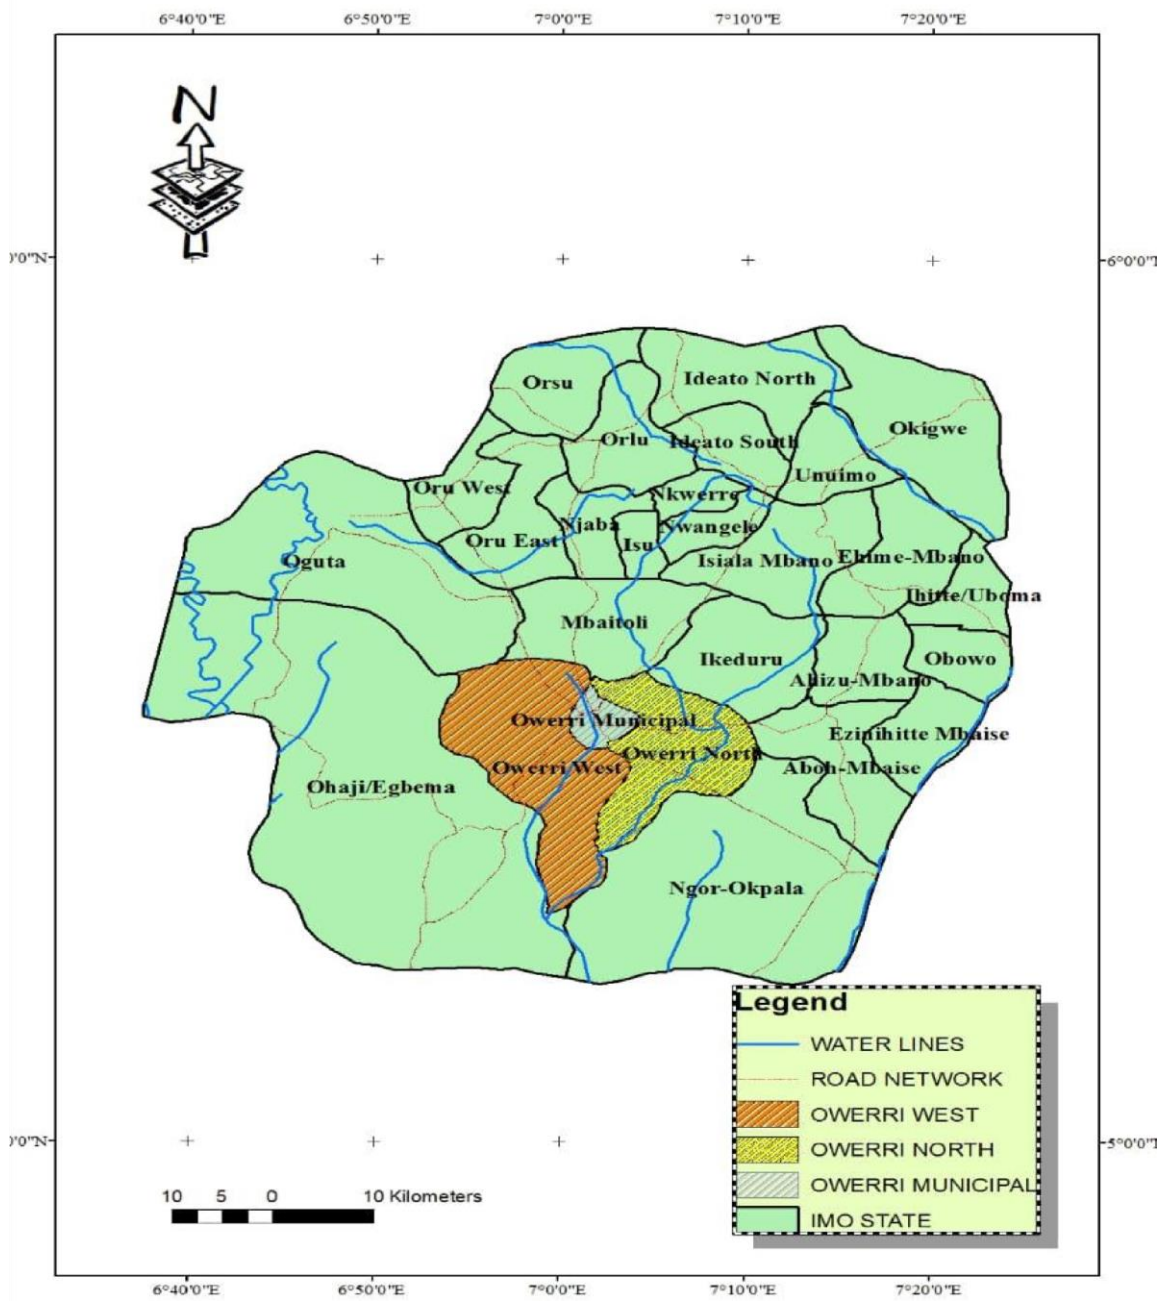 6°40'0"E 6°50'0"E 7°0'0"E 7°10'0"E 7°20'0"E
N
0'0"N 6°0'0"
Orsu
Ideato North
Okigwe
Orlu
Ideato South
Unuimo
Oru West
Nkwerre
Njaba
Nwangele
Oru East
Isu
Isiala Mbano
Ehime-Mbano
Oguta
Ihitte/Uboma
Mbaitoli
Ikeduru
Obowo
Ahizu-Mbano
Owerri Municipal
Ezinihitte Mbaise
Owerri North
Owerri West
Aboh-Mbaise
Ohaji/Egbema
Ngor-Okpala
Legend
WATER LINES
ROAD NETWORK
OWERRI WEST
OWERRI NORTH
OWERRI MUNICIPAL
IMO STATE
0'0"N 5°0'0"
10 5 0 10 Kilometers
6°40'0"E 6°50'0"E 7°0'0"E 7°10'0"E 7°20'0"E